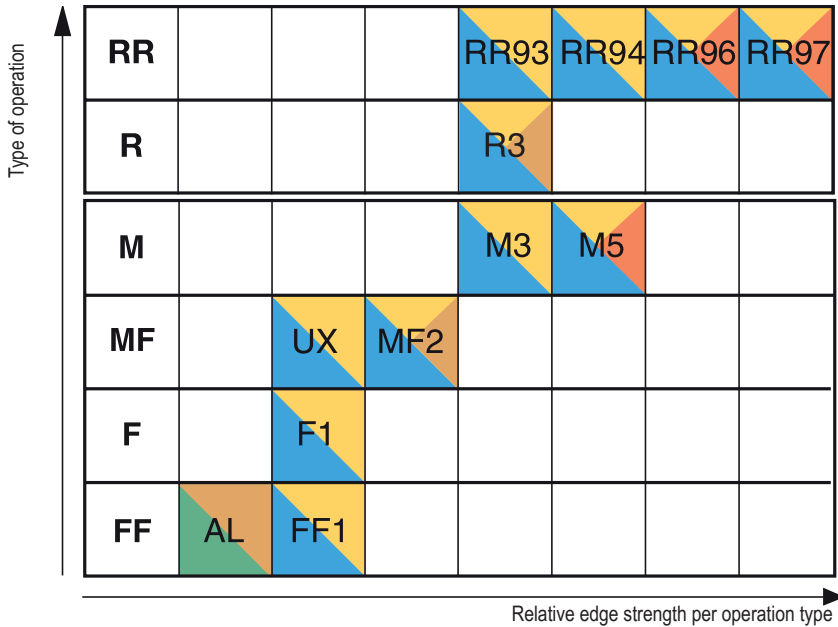 Type of operation
RR RR93 RR94 RR96 RR97
R R3
M M3 M5
MF UX MF2
F F1
FF AL FF1
Relative edge strength per operation type